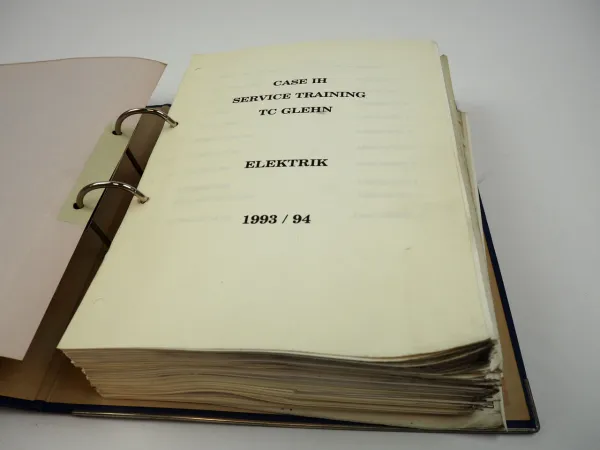 CASE IH
SERVICE TRAINING
TC GLEHN
ELEKTRIK
1993 / 94